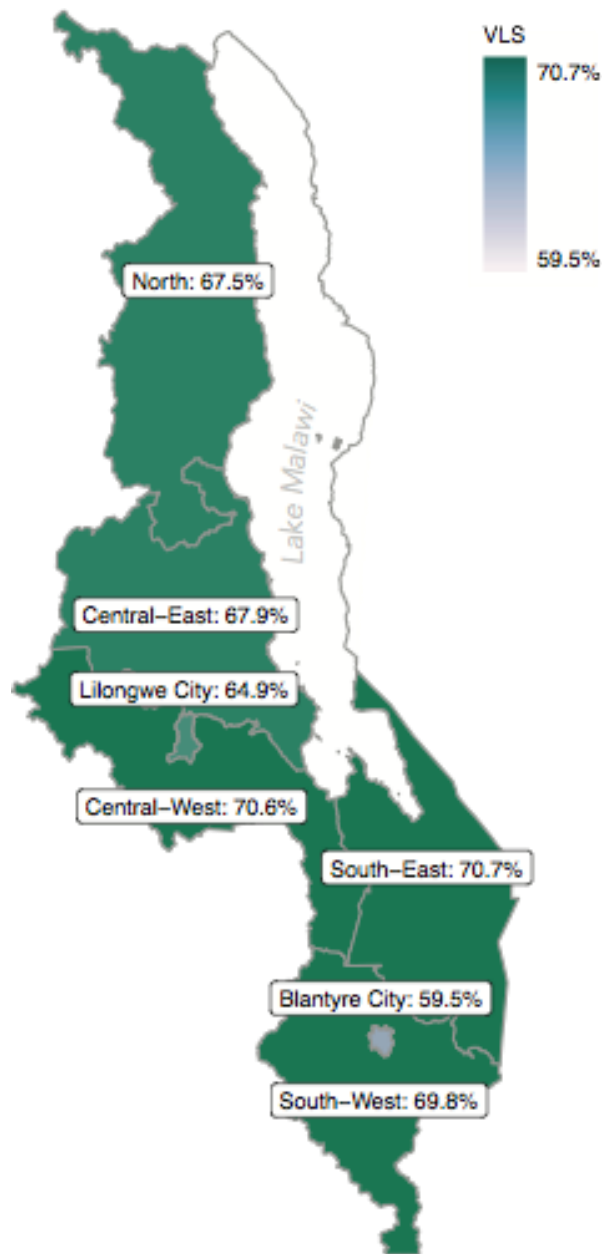 VLS
70.7%
59.5%
North: 67.5%
Lake Malawi
Central−East: 67.9%
Lilongwe City: 64.9%
Central−West: 70.6%
South−East: 70.7%
Blantyre City: 59.5%
South−West: 69.8%